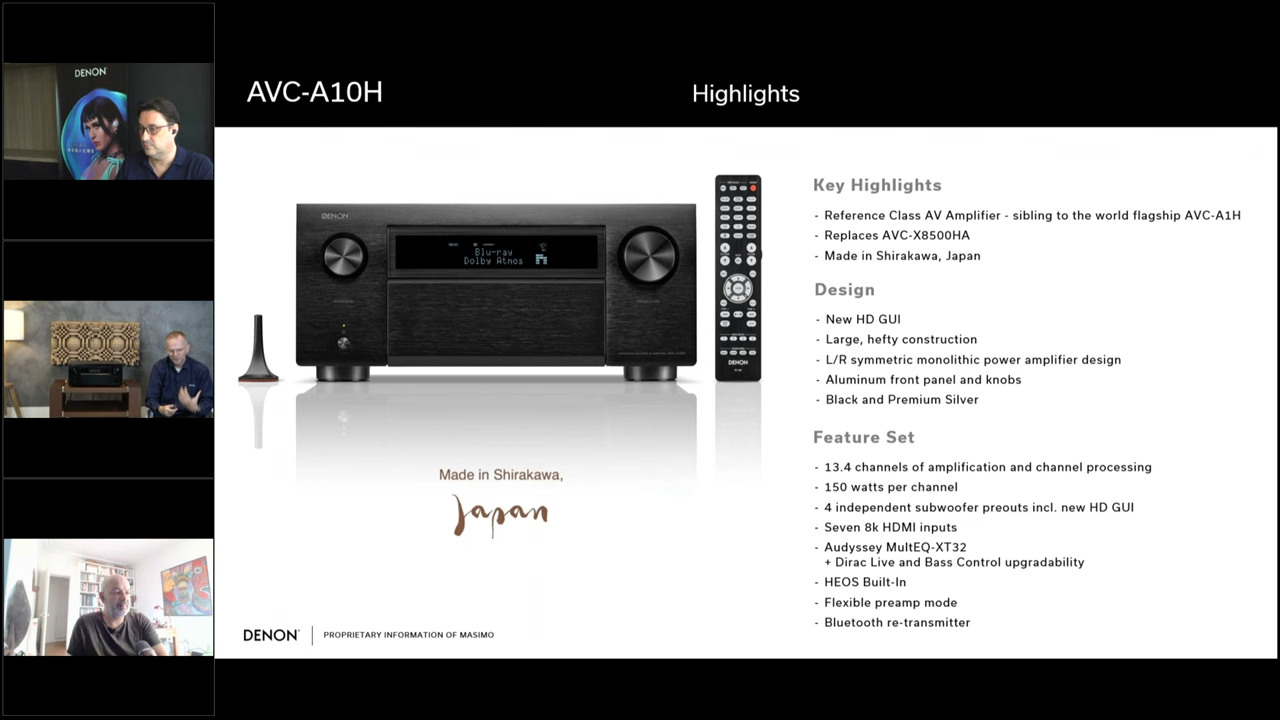 DENON
AVC-A10H
Highlights
DENON
Blu-ray
Dolby Atmos
DENON
Made in Shirakawa,
Japan
Key Highlights
- Reference Class AV Amplifier - sibling to the world flagship AVC-A1H
- Replaces AVC-X8500HA
- Made in Shirakawa, Japan
Design
- New HD GUI
- Large, hefty construction
- L/R symmetric monolithic power amplifier design
- Aluminum front panel and knobs
- Black and Premium Silver
Feature Set
- 13.4 channels of amplification and channel processing
- 150 watts per channel
- 4 independent subwoofer preouts incl. new HD GUI
- Seven 8k HDMI inputs
- Audyssey MultEQ-XT32
+ Dirac Live and Bass Control upgradability
- HEOS Built-In
- Flexible preamp mode
- Bluetooth re-transmitter
DENON
PROPRIETARY INFORMATION OF MASIMO